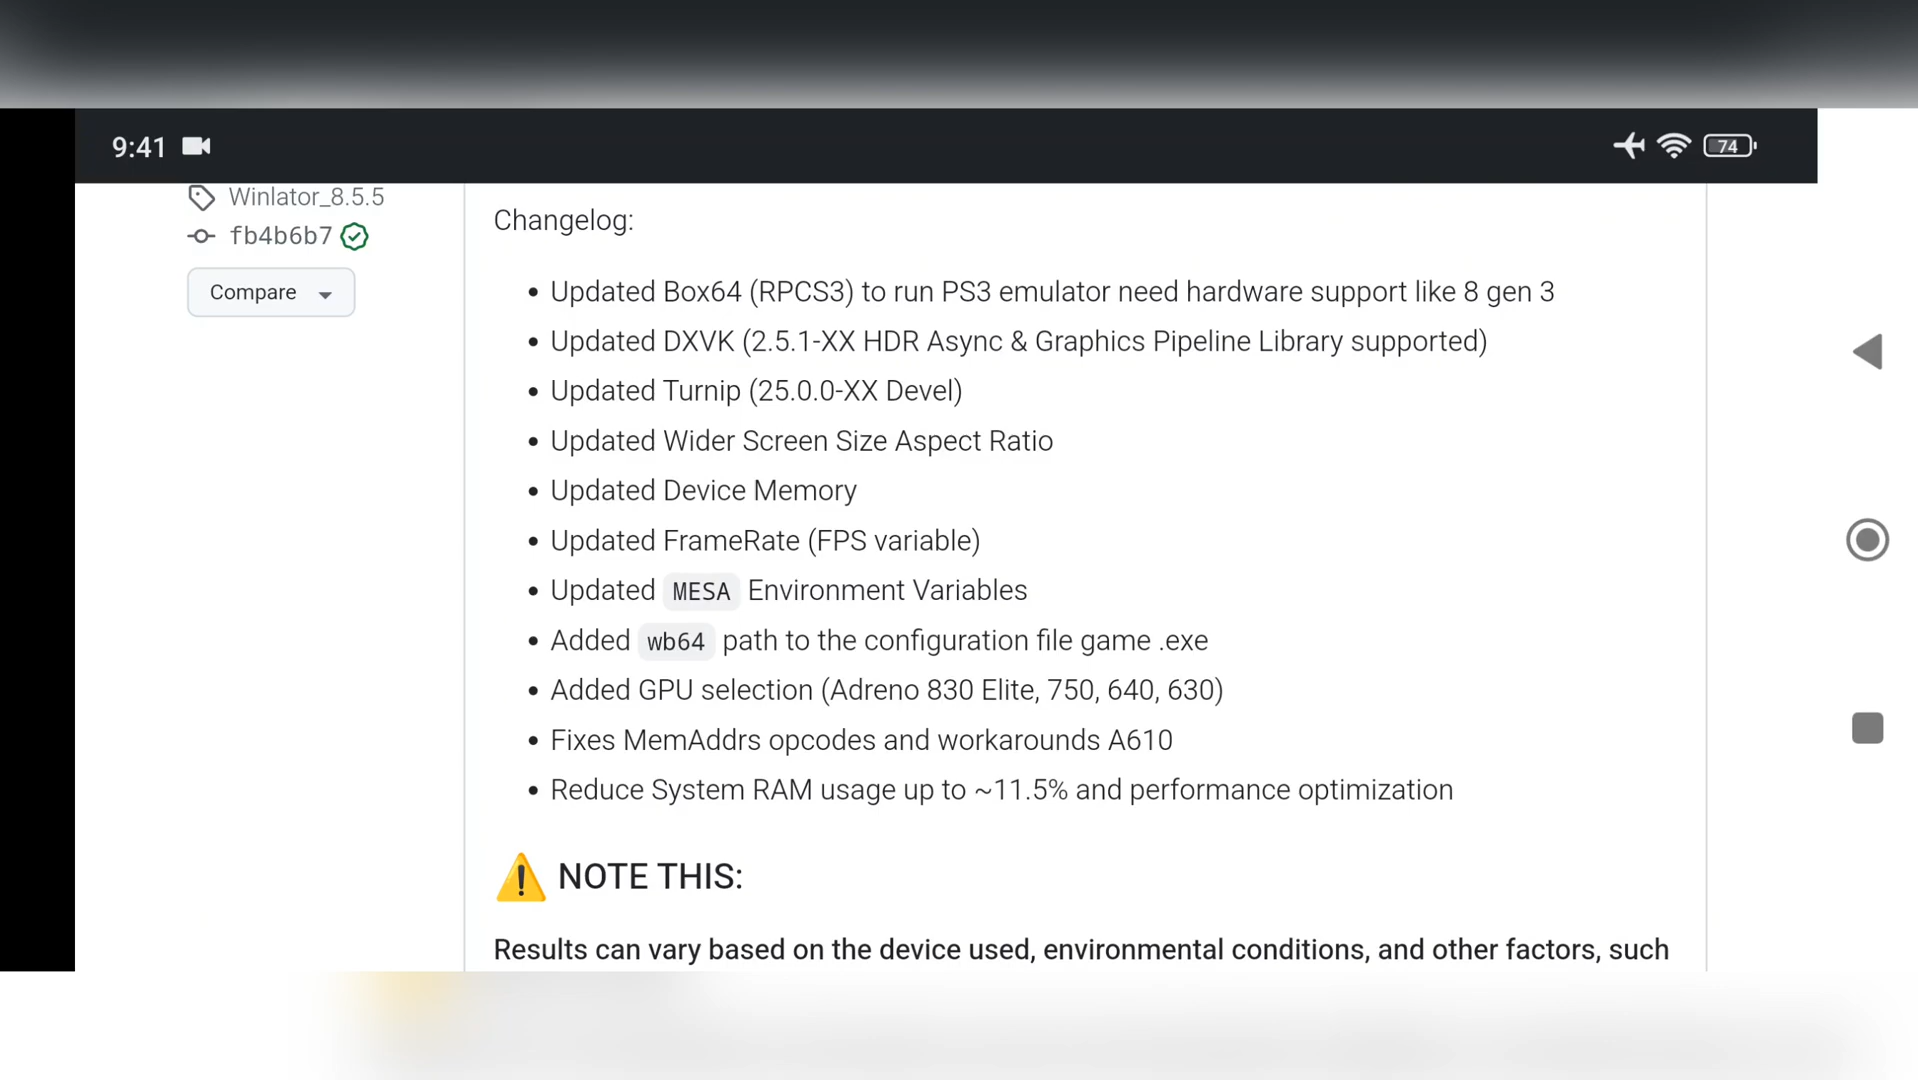 9:41
74
Winlator_8.5.5
fb4b6b7
Compare
Changelog:
• Updated Box64 (RPCS3) to run PS3 emulator need hardware support like 8 gen 3
• Updated DXVK (2.5.1-XX HDR Async & Graphics Pipeline Library supported)
• Updated Turnip (25.0.0-XX Devel)
• Updated Wider Screen Size Aspect Ratio
• Updated Device Memory
• Updated FrameRate (FPS variable)
• Updated MESA Environment Variables
• Added wb64 path to the configuration file game .exe
• Added GPU selection (Adreno 830 Elite, 750, 640, 630)
• Fixes MemAddrs opcodes and workarounds A610
• Reduce System RAM usage up to ~11.5% and performance optimization
⚠️ NOTE THIS:
Results can vary based on the device used, environmental conditions, and other factors, such